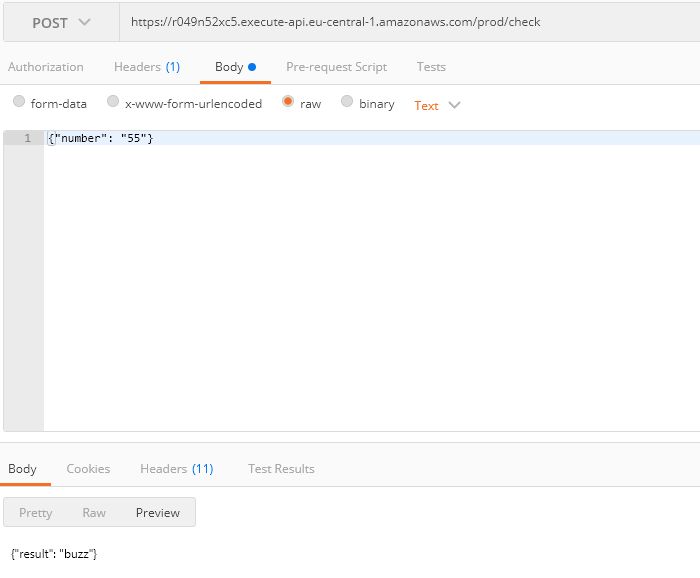 POST https://r049n52xc5.execute-api.eu-central-1.amazonaws.com/prod/check
Authorization Headers (1) Body Pre-request Script Tests
form-data x-www-form-urlencoded raw binary Text
1 {"number": "55"}
Body Cookies Headers (11) Test Results
Pretty Raw Preview
{"result": "buzz"}